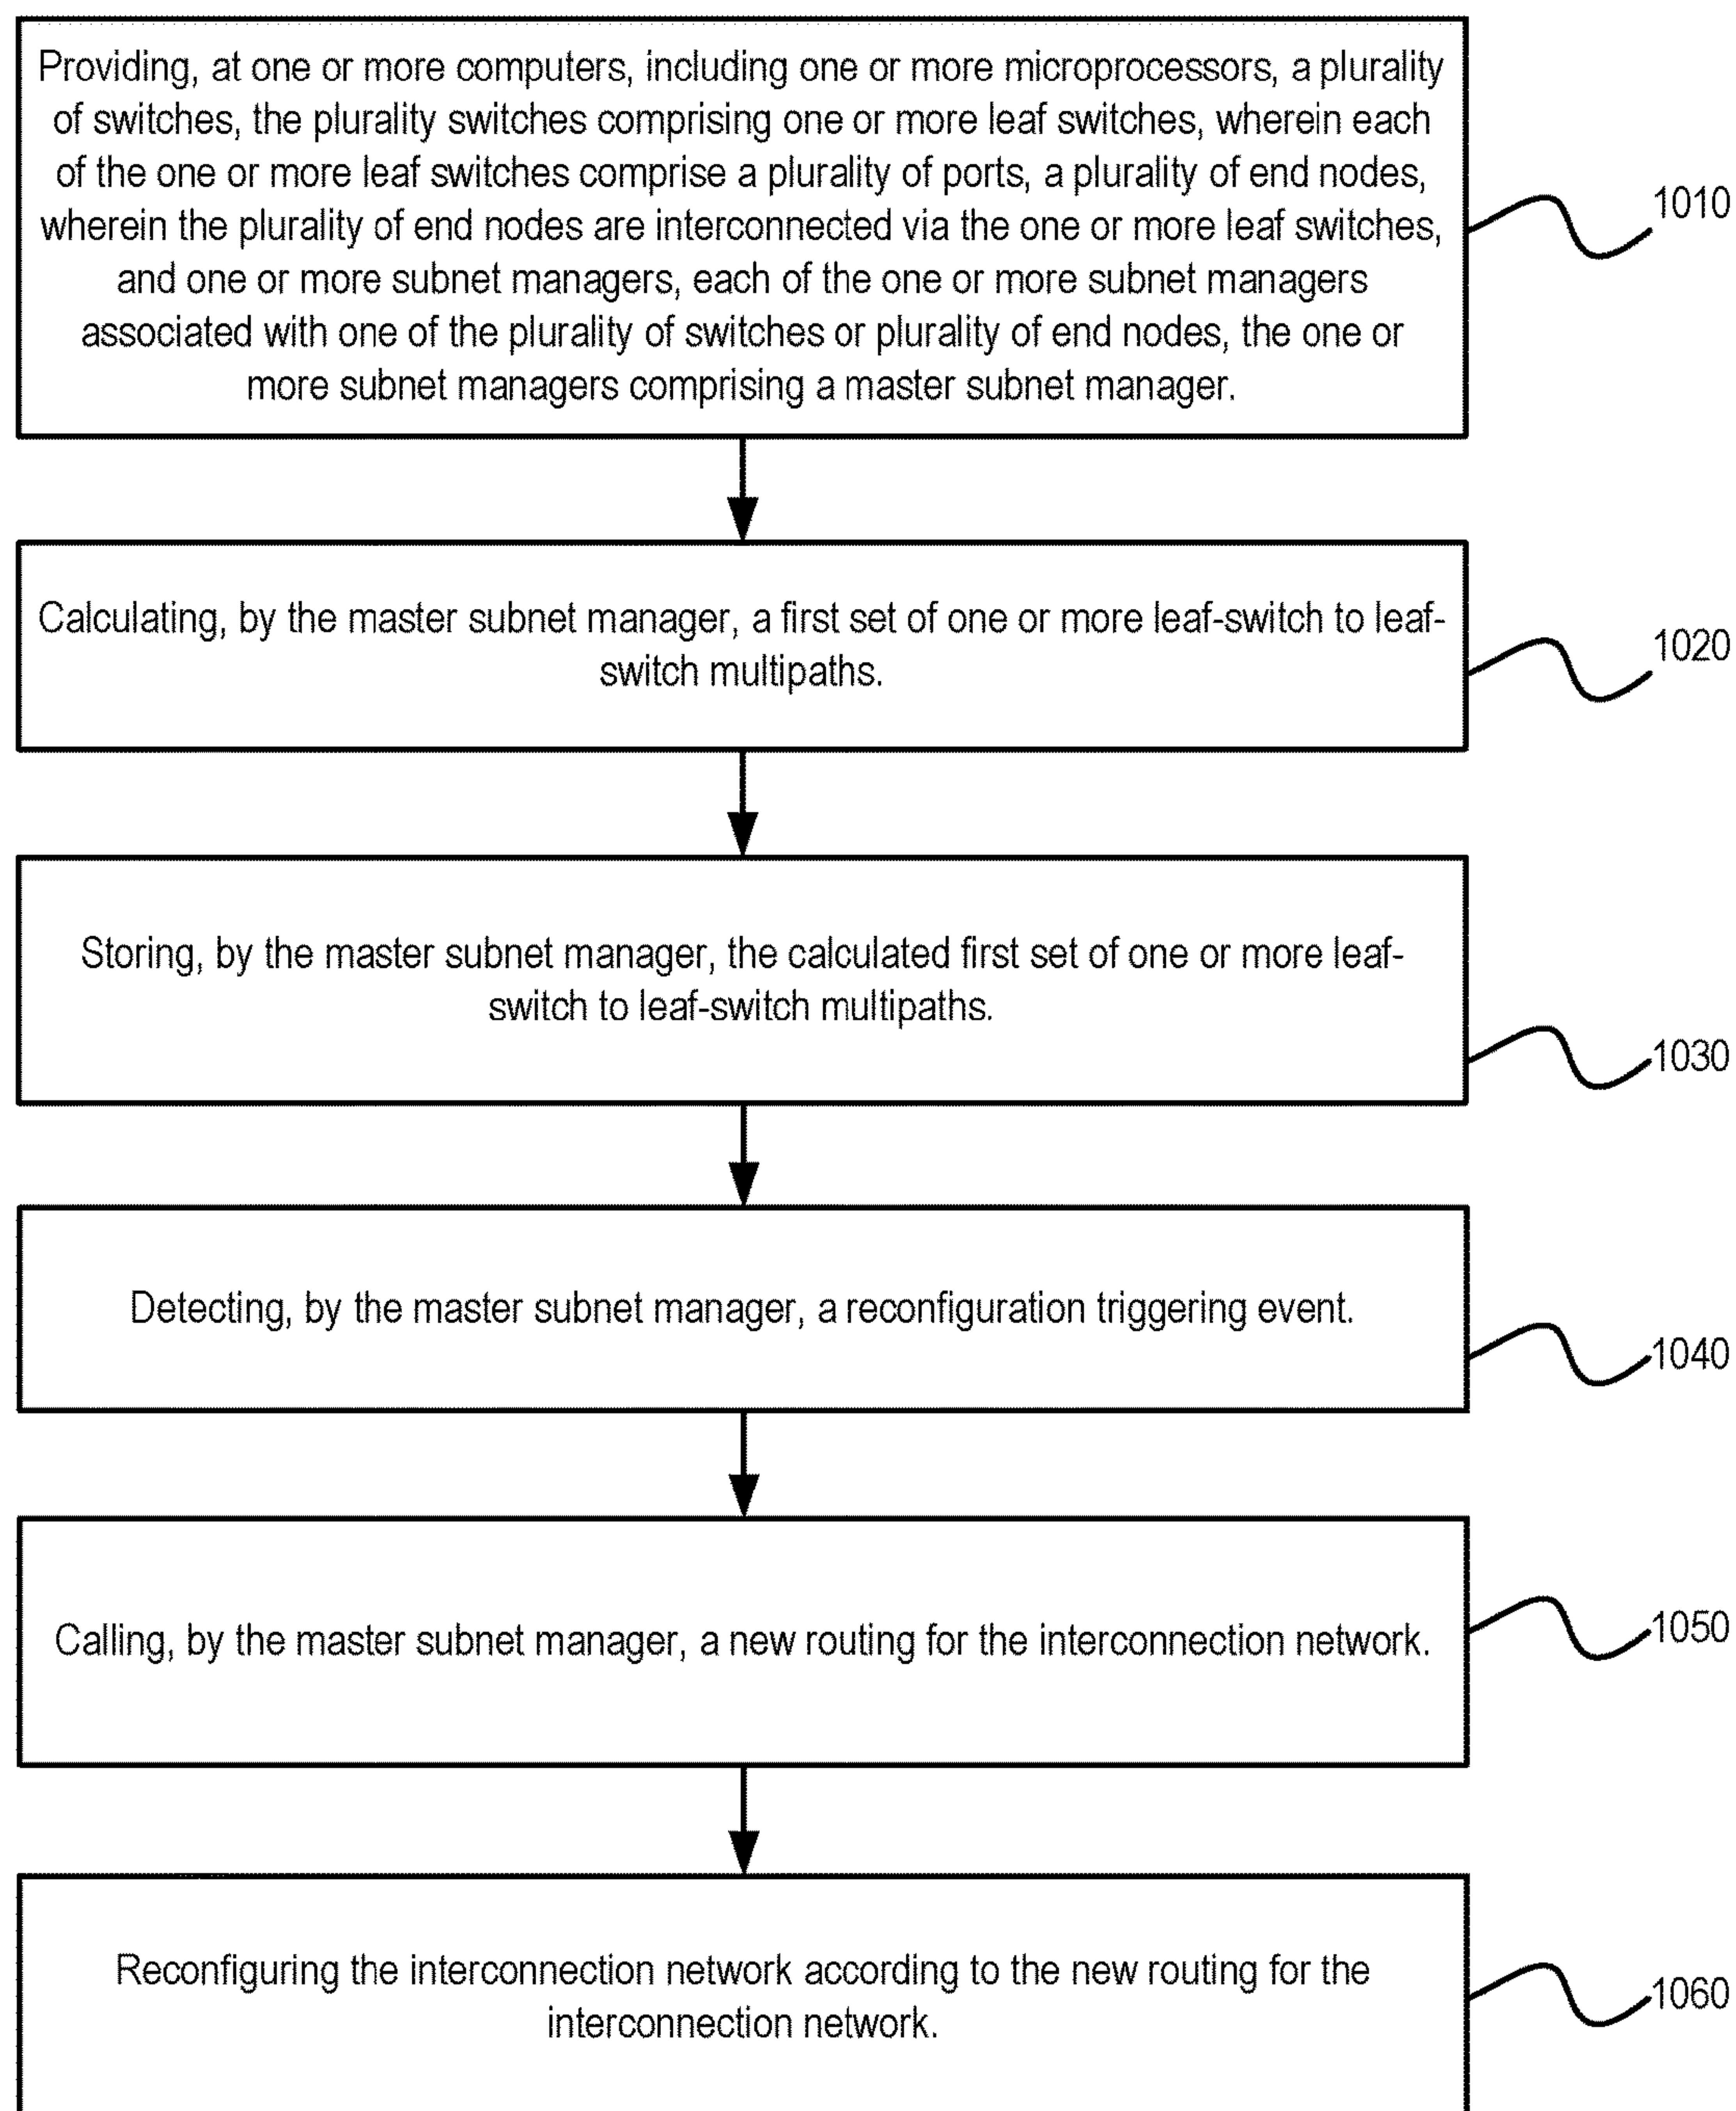 Providing, at one or more computers, including one or more microprocessors, a plurality
of switches, the plurality switches comprising one or more leaf switches, wherein each
of the one or more leaf switches comprise a plurality of ports, a plurality of end nodes,
wherein the plurality of end nodes are interconnected via the one or more leaf switches,
and one or more subnet managers, each of the one or more subnet managers
associated with one of the plurality of switches or plurality of end nodes, the one or
more subnet managers comprising a master subnet manager.
1010
Calculating, by the master subnet manager, a first set of one or more leaf-switch to leaf-
switch multipaths.
1020
Storing, by the master subnet manager, the calculated first set of one or more leaf-
switch to leaf-switch multipaths.
1030
Detecting, by the master subnet manager, a reconfiguration triggering event.
1040
Calling, by the master subnet manager, a new routing for the interconnection network.
1050
Reconfiguring the interconnection network according to the new routing for the
interconnection network.
1060